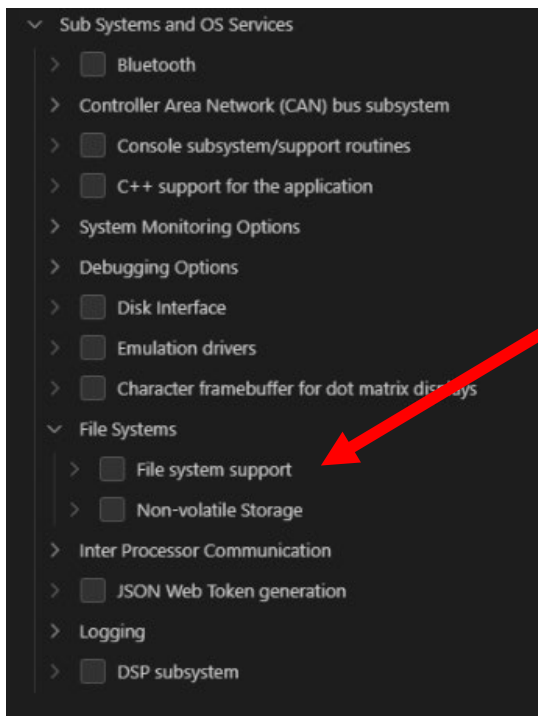 Sub Systems and OS Services
Bluetooth
Controller Area Network (CAN) bus subsystem
Console subsystem/support routines
C++ support for the application
System Monitoring Options
Debugging Options
Disk Interface
Emulation drivers
Character framebuffer for dot matrix displays
File Systems
File system support
Non-volatile Storage
Inter Processor Communication
JSON Web Token generation
Logging
DSP subsystem